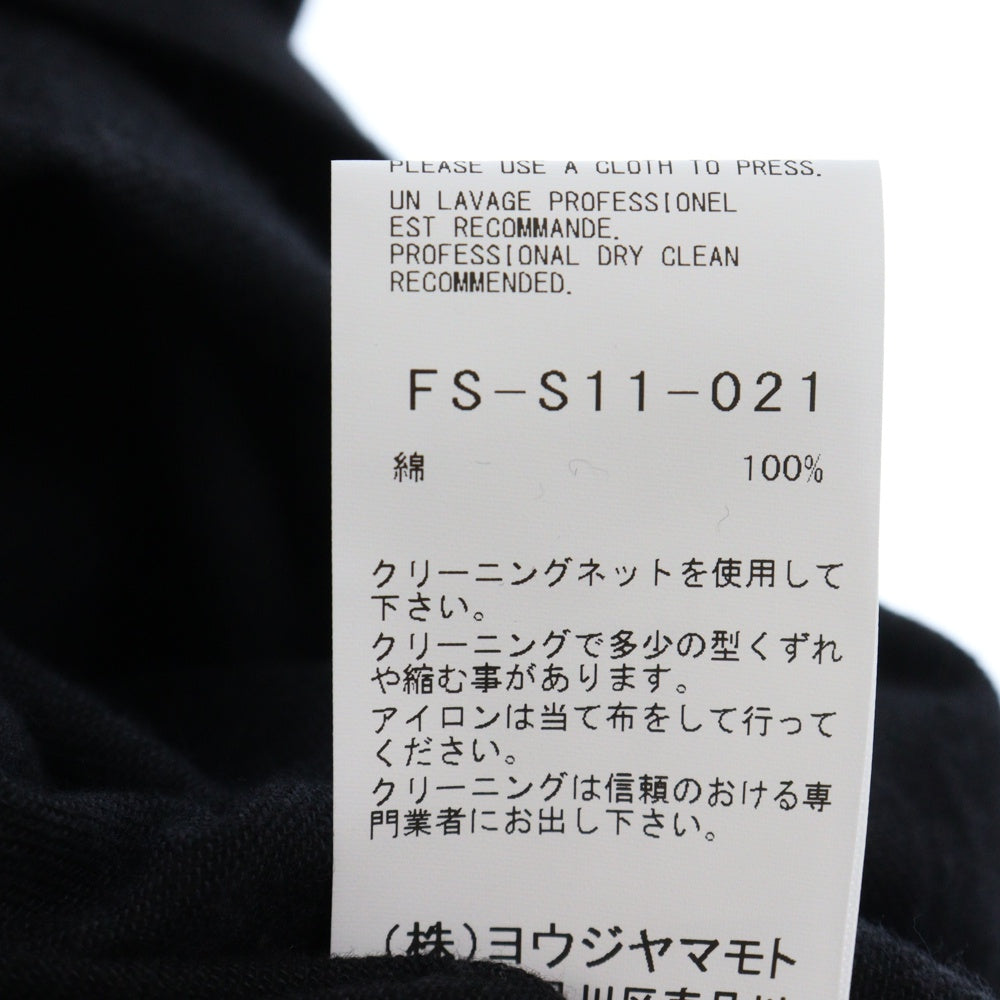 PLEASE USE A CLOTH TO PRESS.
UN LAVAGE PROFESSIONEL
EST RECOMMANDE.
PROFESSIONAL DRY CLEAN
RECOMMENDED.
FS-S11-021
綿 100%
クリーニングネットを使用して
下さい。
クリーニングで多少の型くずれ
や縮む事があります。
アイロンは当て布をして行って
ください。
クリーニングは信頼のおける専
門業者にお出し下さい。
(株)ヨウジヤマモト